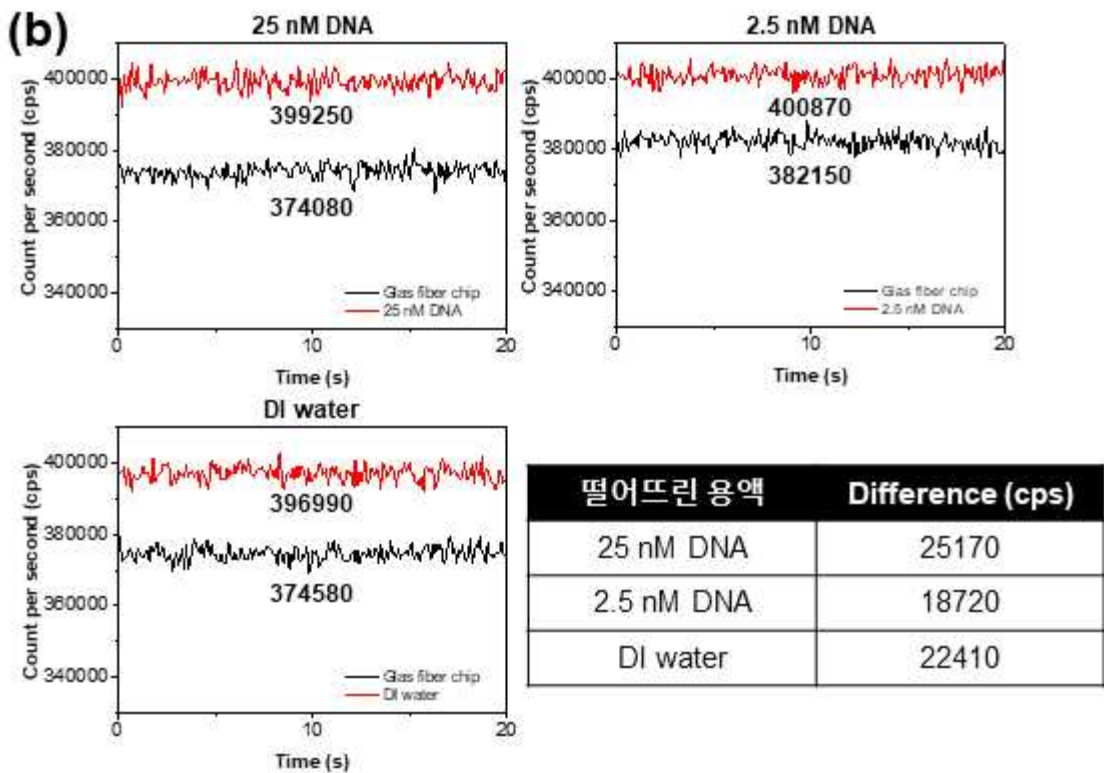 (b)
25 nM DNA
Count per second (cps)
400000
380000
360000
340000
399250
374080
Glas fiber chip
25 nM DNA
0 10 20
Time (s)
2.5 nM DNA
Count per second (cps)
400000
380000
360000
340000
400870
382150
Glas fiber chip
2.5 nM DNA
0 10 20
Time (s)
DI water
Count per second (cps)
400000
380000
360000
340000
396990
374580
Glas fiber chip
DI water
0 10 20
Time (s)
떨어뜨린 용액 Difference (cps)
25 nM DNA 25170
2.5 nM DNA 18720
DI water 22410